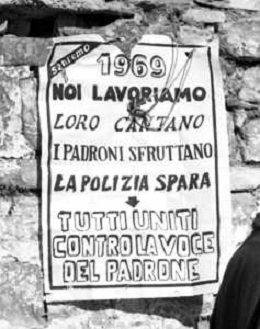 Sanremo
1969
NOI LAVORIAMO
LORO CANTANO
I PADRONI SFRUTTANO
LA POLIZIA SPARA
TUTTI UNITI
CONTRO LA VOCE
DEL PADRONE